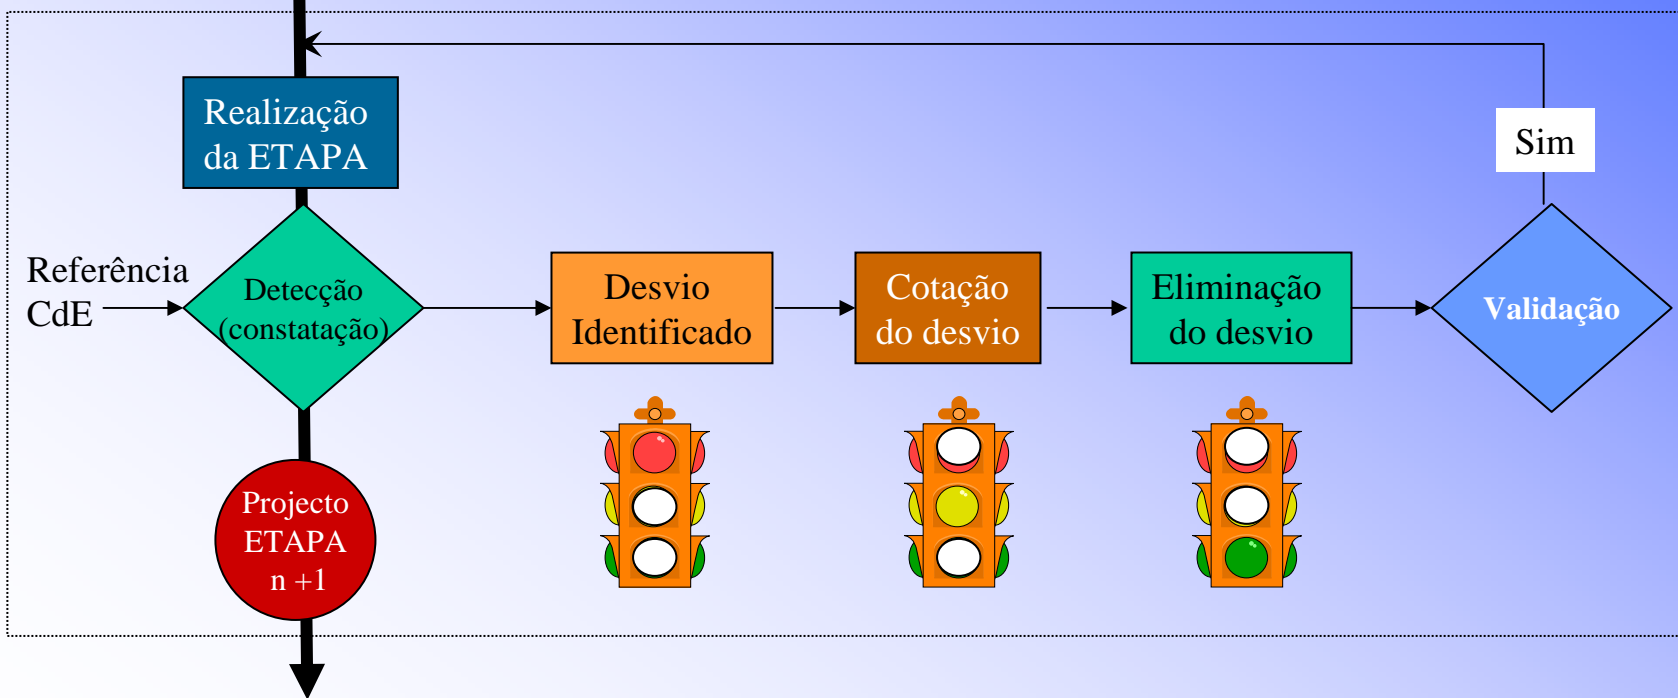 Realização
da ETAPA
Sim
Referência
CdE
Detecção
(constatação)
Desvio
Identificado
Cotação
do desvio
Eliminação
do desvio
Validação
Projecto
ETAPA
n +1